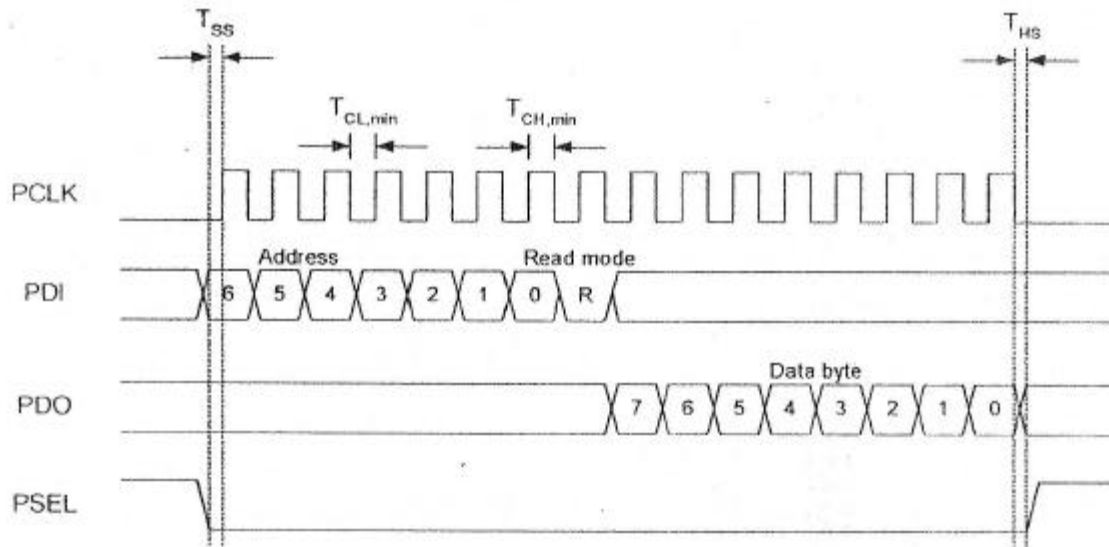 T_SS T_HS
T_CL,min T_CH,min
PCLK
Address Read mode
PDI 6 5 4 3 2 1 0 R
Data byte
PDO 7 6 5 4 3 2 1 0
PSEL